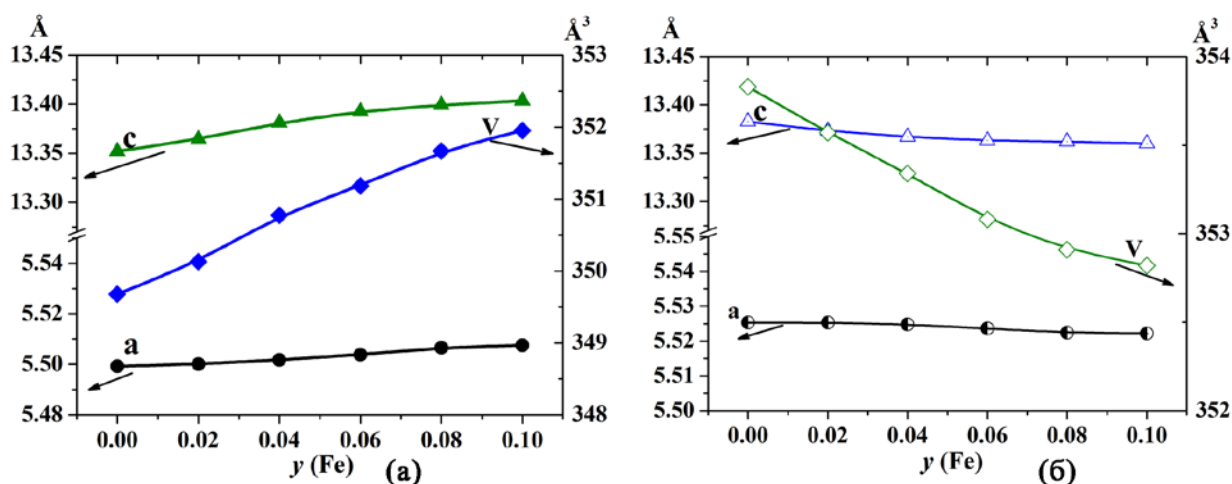 Å
Å³
13.45
13.40
13.35
13.30
5.54
5.52
5.50
5.48
353
352
351
350
349
348
c
V
a
0.00 0.02 0.04 0.06 0.08 0.10
y (Fe)
(а)
Å
Å³
13.45
13.40
13.45
13.30
5.55
5.54
5.53
5.52
5.51
5.50
354
353
352
c
V
a
0.00 0.02 0.04 0.06 0.08 0.10
y (Fe)
(б)